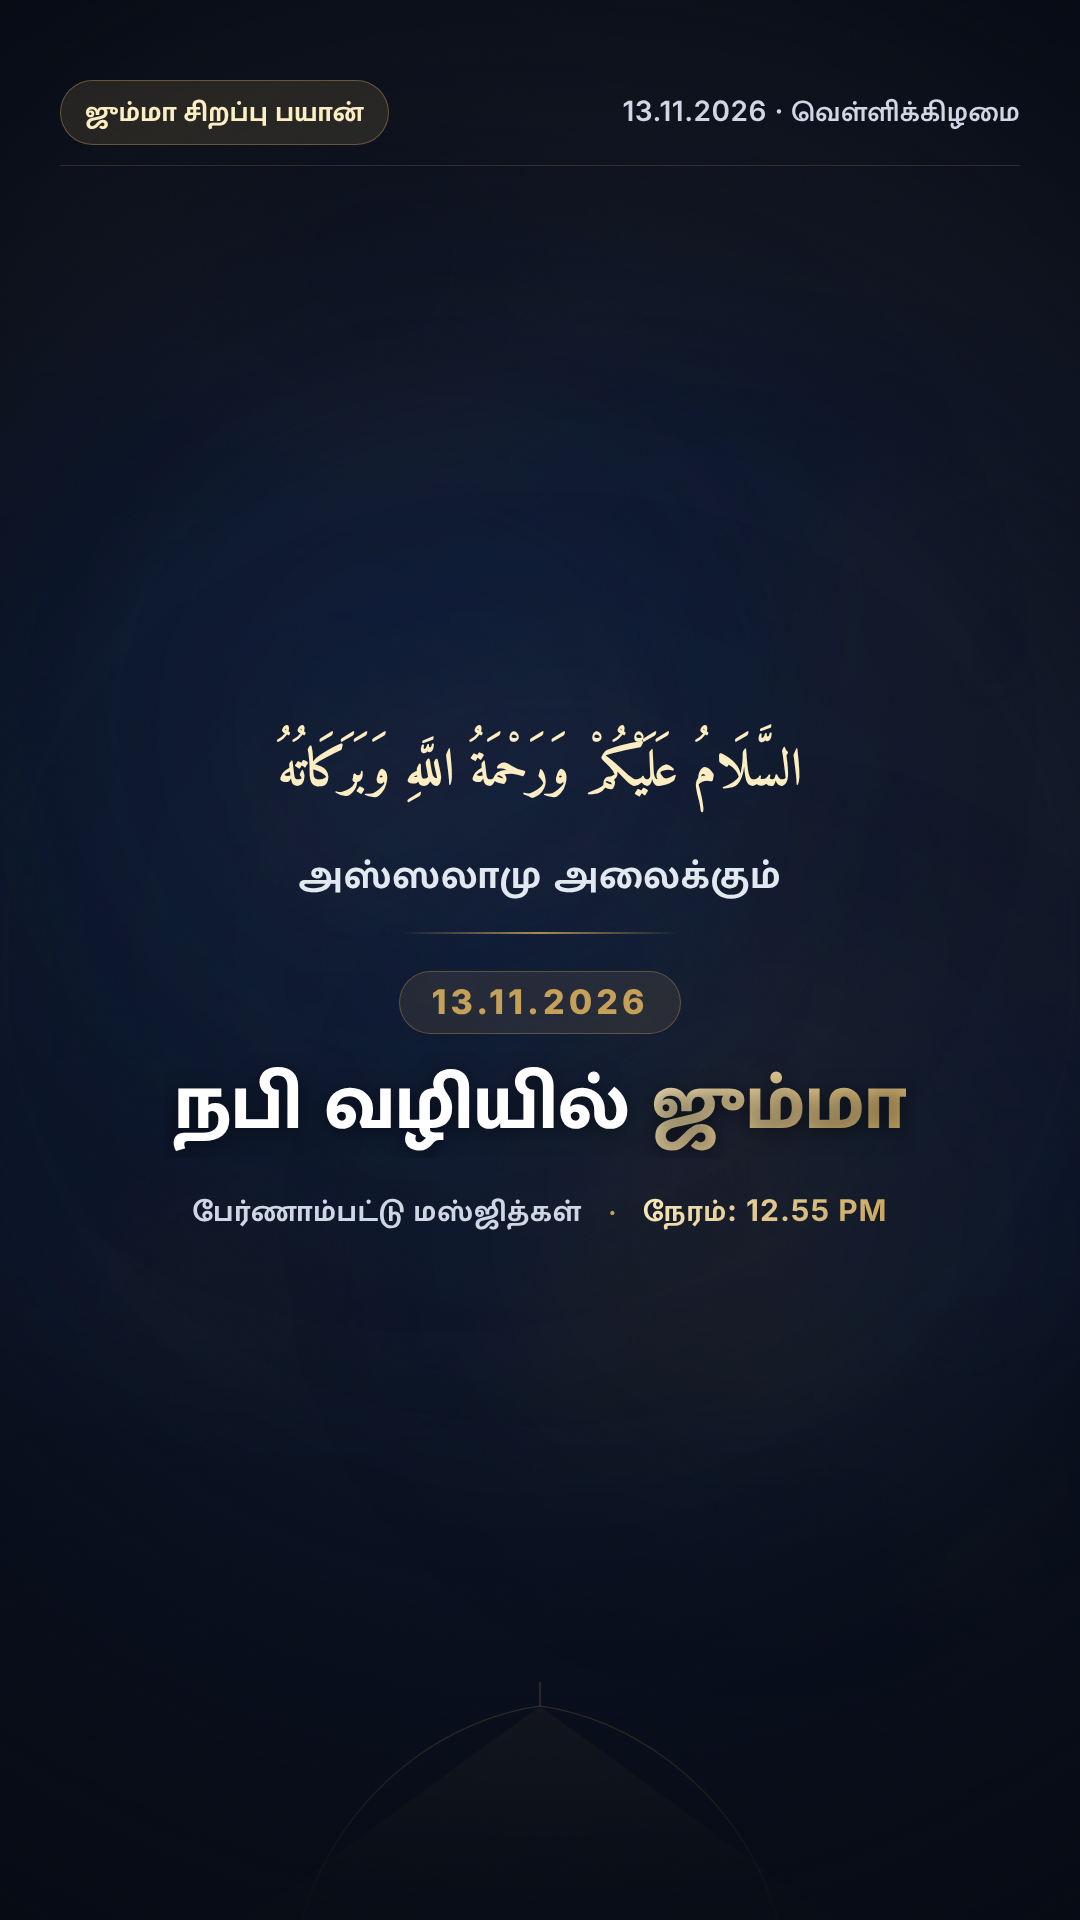 ஜும்மா சிறப்பு பயான்
13.11.2026 · வெள்ளிக்கிழமை
السَّلَامُ عَلَيْكُمْ وَرَحْمَةُ اللَّهِ وَبَرَكَاتُهُ
அஸ்ஸலாமு அலைக்கும்
13.11.2026
நபி வழியில் ஜும்மா
பேர்ணாம்பட்டு மஸ்ஜித்கள் · நேரம்: 12.55 PM